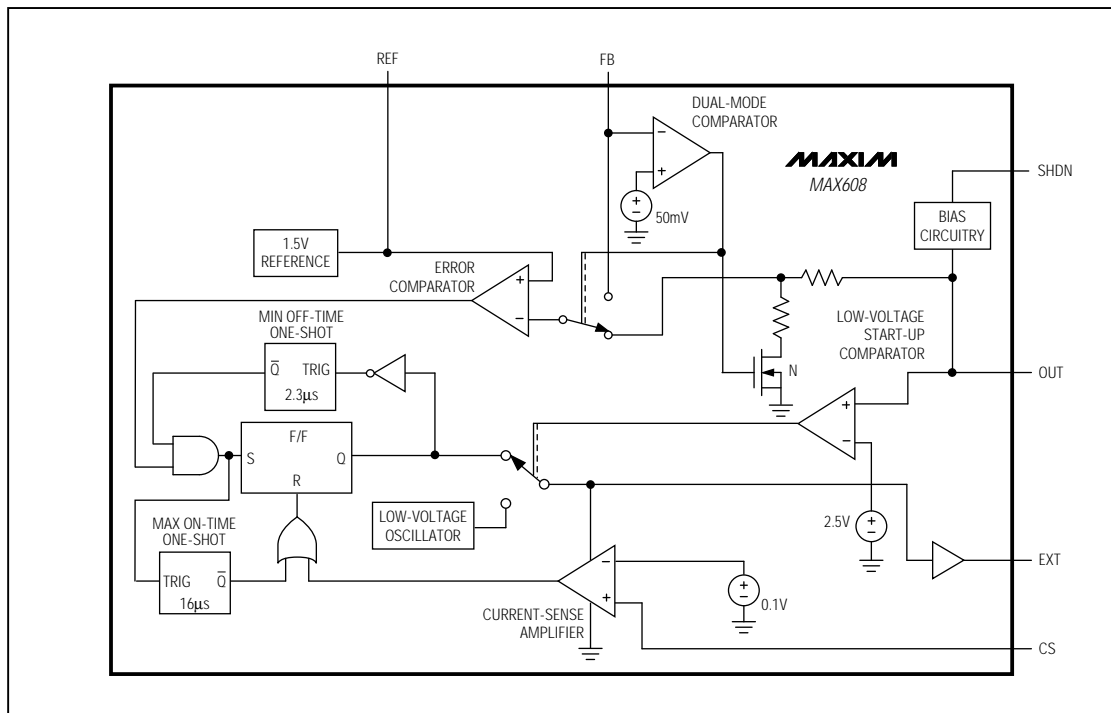 REF
FB
DUAL-MODE
COMPARATOR
MAXIM
MAX608
SHDN
−
+
+
−
50mV
BIAS
CIRCUITRY
1.5V
REFERENCE
ERROR
COMPARATOR
+
−
MIN OFF-TIME
ONE-SHOT
Q̅ TRIG
2.3µs
LOW-VOLTAGE
START-UP
COMPARATOR
N
OUT
+
−
F/F
S Q
R
2.5V
+
−
MAX ON-TIME
ONE-SHOT
LOW-VOLTAGE
OSCILLATOR
EXT
TRIG Q̅
16µs
−
+
+
−
0.1V
CURRENT-SENSE
AMPLIFIER
CS